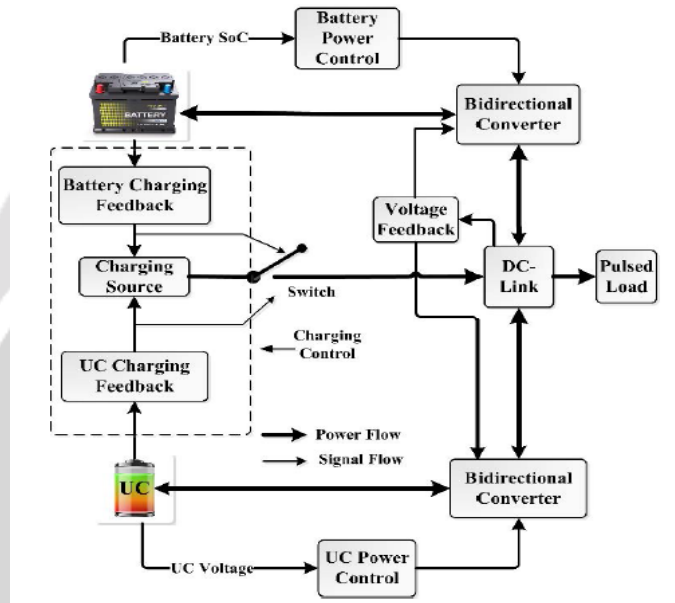 Battery
Power
Control
Battery SoC
BATTERY
Bidirectional
Converter
Battery Charging
Feedback
Voltage
Feedback
Charging
Source
Switch
DC-
Link
Pulsed
Load
Charging
Control
UC Charging
Feedback
Power Flow
Signal Flow
UC
Bidirectional
Converter
UC Voltage
UC Power
Control